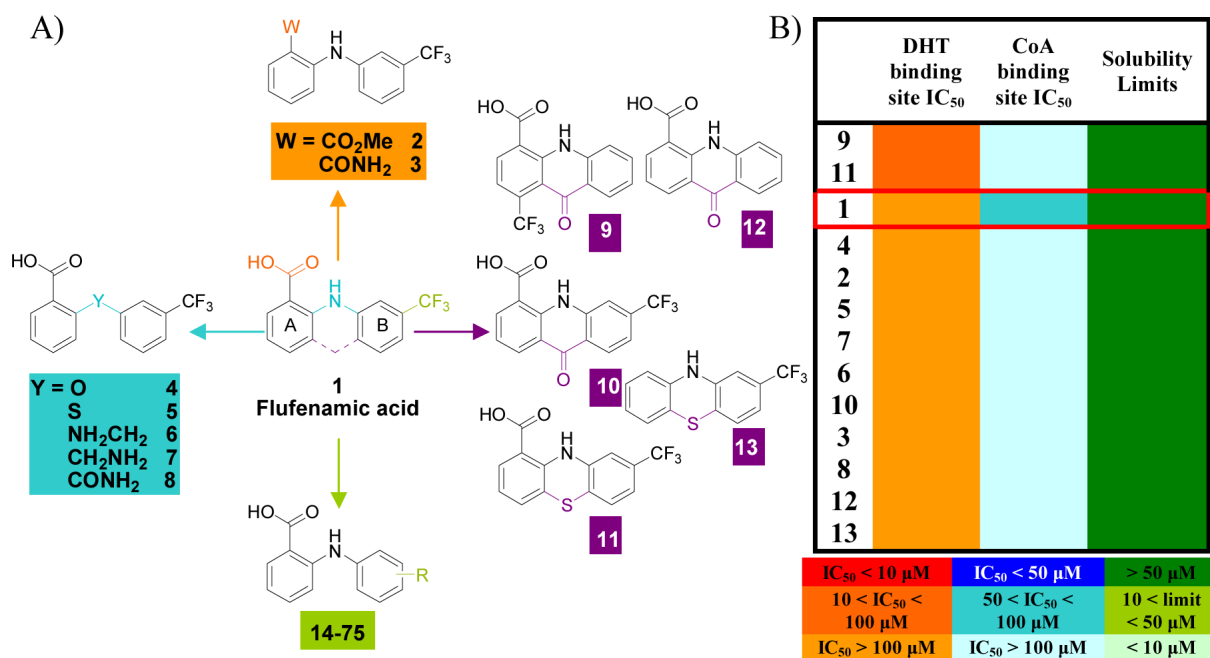 A)
W
H
N
CF3
W = CO2Me 2
CONH2 3
HO
O
H
N
O
CF3
9
HO
O
H
N
O
12
HO
O
Y
CF3
Y = O 4
S 5
NH2CH2 6
CH2NH2 7
CONH2 8
HO
O
H
N
CF3
A
B
1
Flufenamic acid
HO
O
H
N
CF3
O
10
H
N
CF3
S
13
HO
O
H
N
CF3
S
11
HO
O
H
N
R
14-75
B)
DHT
binding
site IC50
CoA
binding
site IC50
Solubility
Limits
9
11
1
4
2
5
7
6
10
3
8
12
13
IC50 < 10 µM
IC50 < 50 µM
> 50 µM
10 < IC50 <
100 µM
50 < IC50 <
100 µM
10 < limit
< 50 µM
IC50 > 100 µM
IC50 > 100 µM
< 10 µM